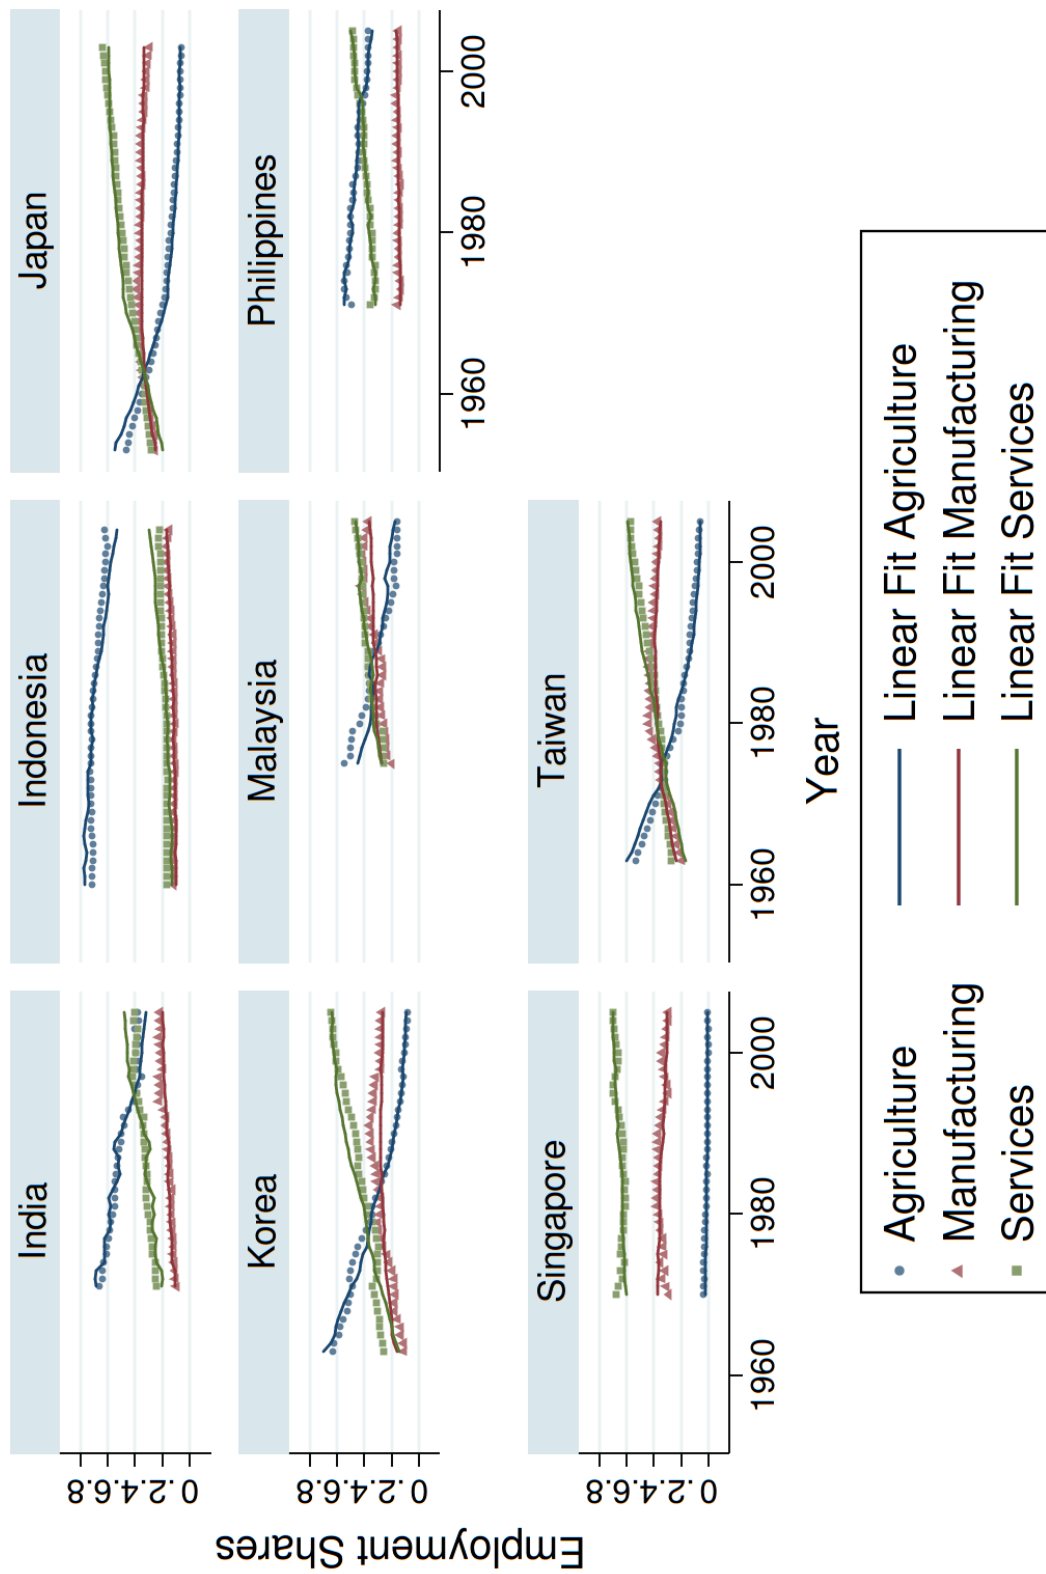 India
Indonesia
Japan
0 .2 .4 .6 .8
Korea
Malaysia
Philippines
0 .2 .4 .6 .8
1960 1980 2000
Singapore
Taiwan
0 .2 .4 .6 .8
1960 1980 2000
1960 1980 2000
Employment Shares
Year
Agriculture
Linear Fit Agriculture
Manufacturing
Linear Fit Manufacturing
Services
Linear Fit Services